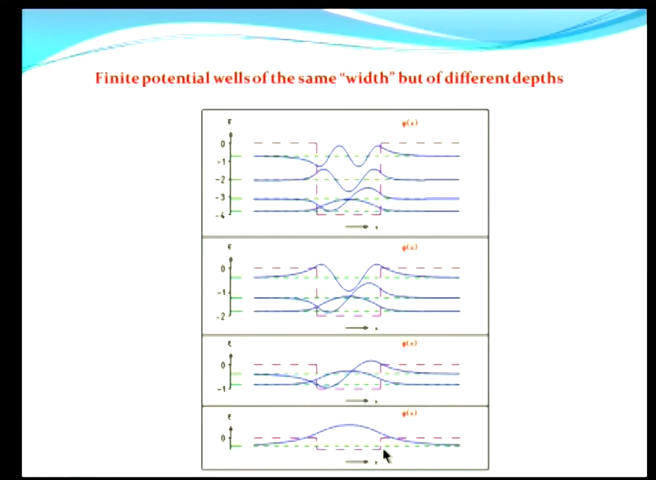 Finite potential wells of the same "width" but of different depths
E
φ(x)
0
-1
-2
-3
-4
x
E
φ(x)
0
-1
-2
x
E
φ(x)
0
-1
x
E
φ(x)
0
x